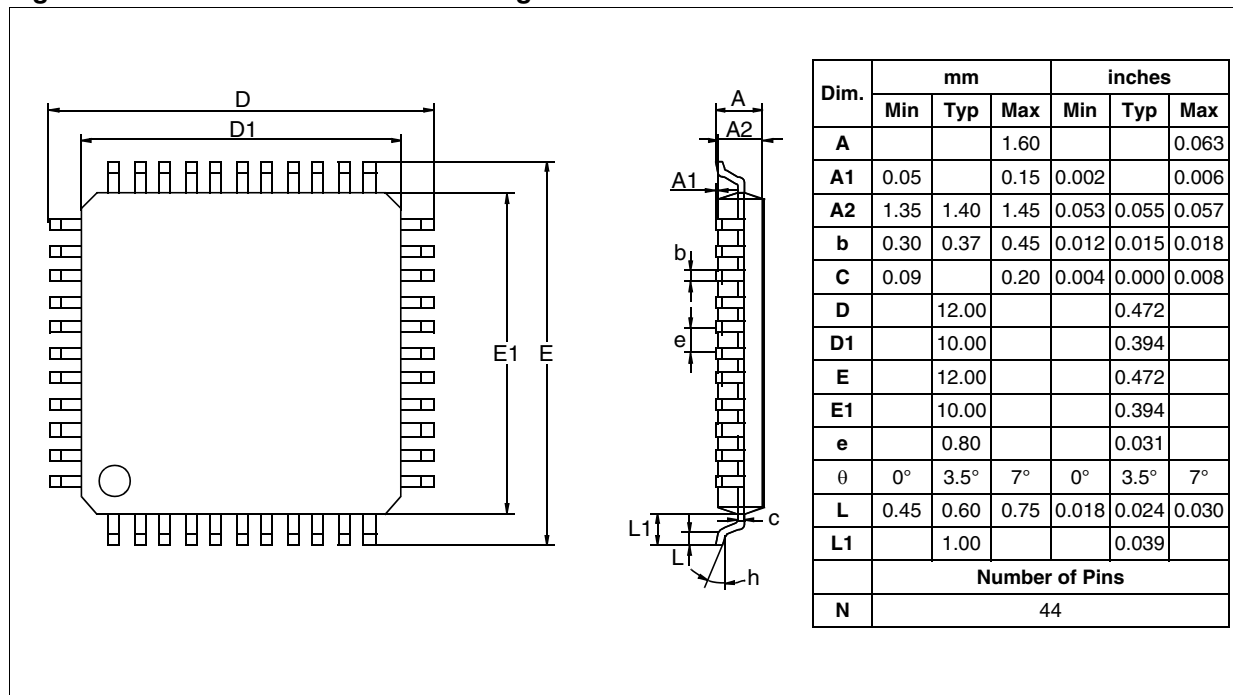 D
D1
E1 E
A
A2
A1
b
e
L1
L
c
h
Dim. mm inches
Min Typ Max Min Typ Max
A 1.60 0.063
A1 0.05 0.15 0.002 0.006
A2 1.35 1.40 1.45 0.053 0.055 0.057
b 0.30 0.37 0.45 0.012 0.015 0.018
C 0.09 0.20 0.004 0.000 0.008
D 12.00 0.472
D1 10.00 0.394
E 12.00 0.472
E1 10.00 0.394
e 0.80 0.031
θ 0° 3.5° 7° 0° 3.5° 7°
L 0.45 0.60 0.75 0.018 0.024 0.030
L1 1.00 0.039
Number of Pins
N 44